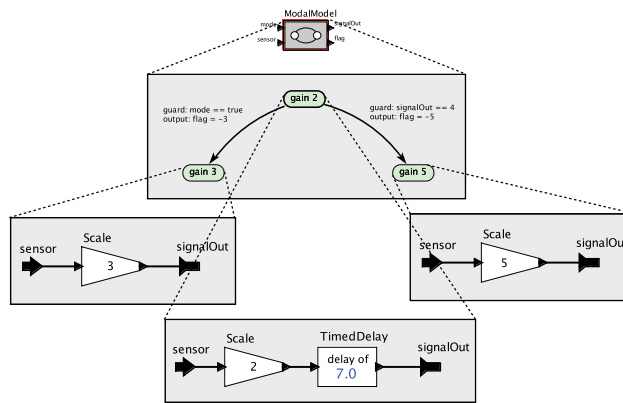 ModalModel
mode
signalOut
sensor
flag
gain 2
guard: mode == true
output: flag = -3
guard: signalOut == 4
output: flag = -5
gain 3
gain 5
sensor
Scale
3
signalOut
sensor
Scale
5
signalOu
sensor
Scale
2
TimedDelay
delay of
7.0
signalOut